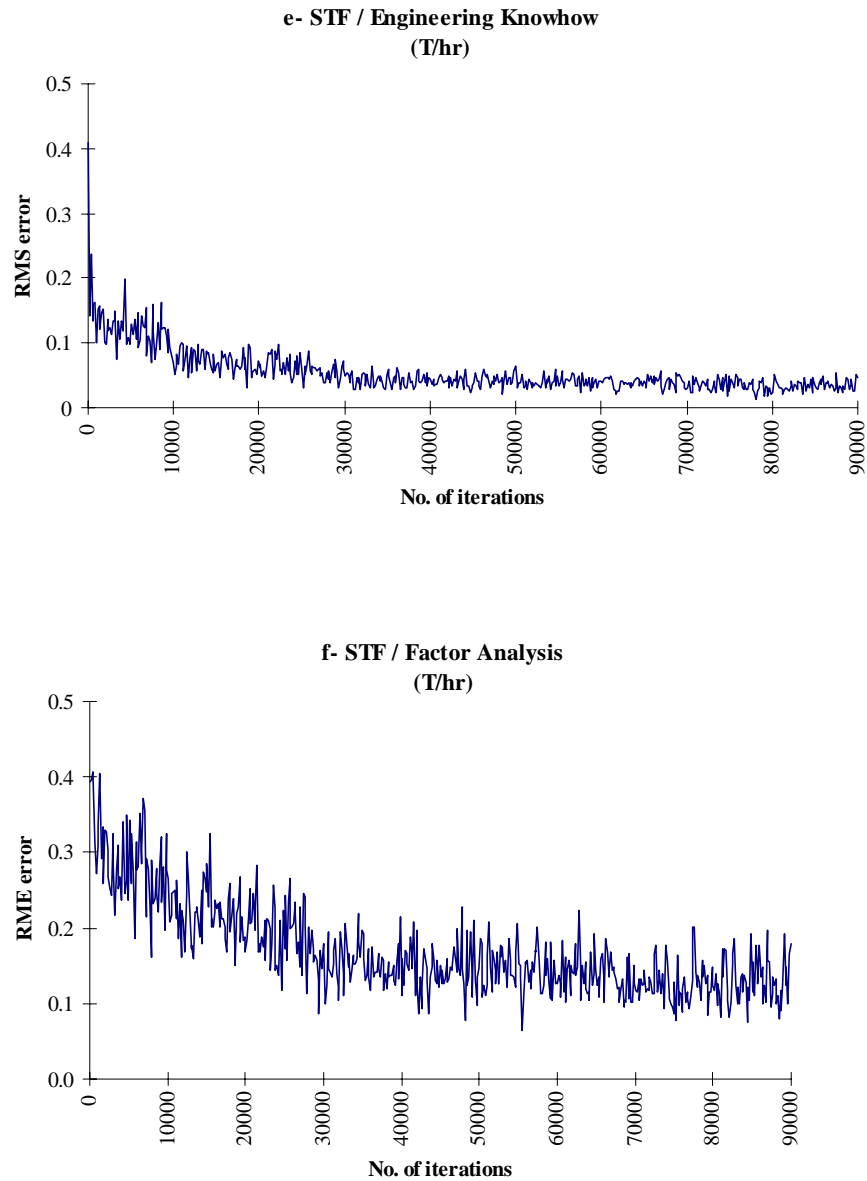 e- STF / Engineering Knowhow
(T/hr)
0.5
0.4
0.3
0.2
0.1
0
RMS error
0 10000 20000 30000 40000 50000 60000 70000 80000 90000
No. of iterations
f- STF / Factor Analysis
(T/hr)
0.5
0.4
0.3
0.2
0.1
0.0
RME error
0 10000 20000 30000 40000 50000 60000 70000 80000 90000
No. of iterations